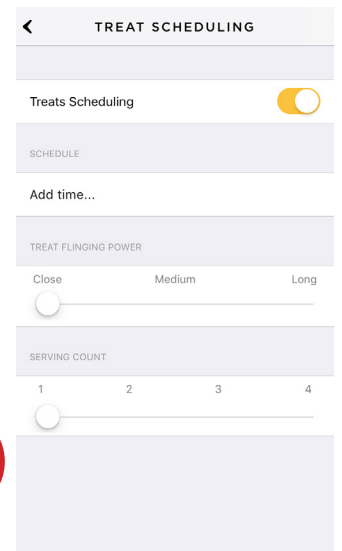 TREAT SCHEDULING
Treats Scheduling
SCHEDULE
Add time...
TREAT FLINGING POWER
Close Medium Long
SERVING COUNT
1 2 3 4